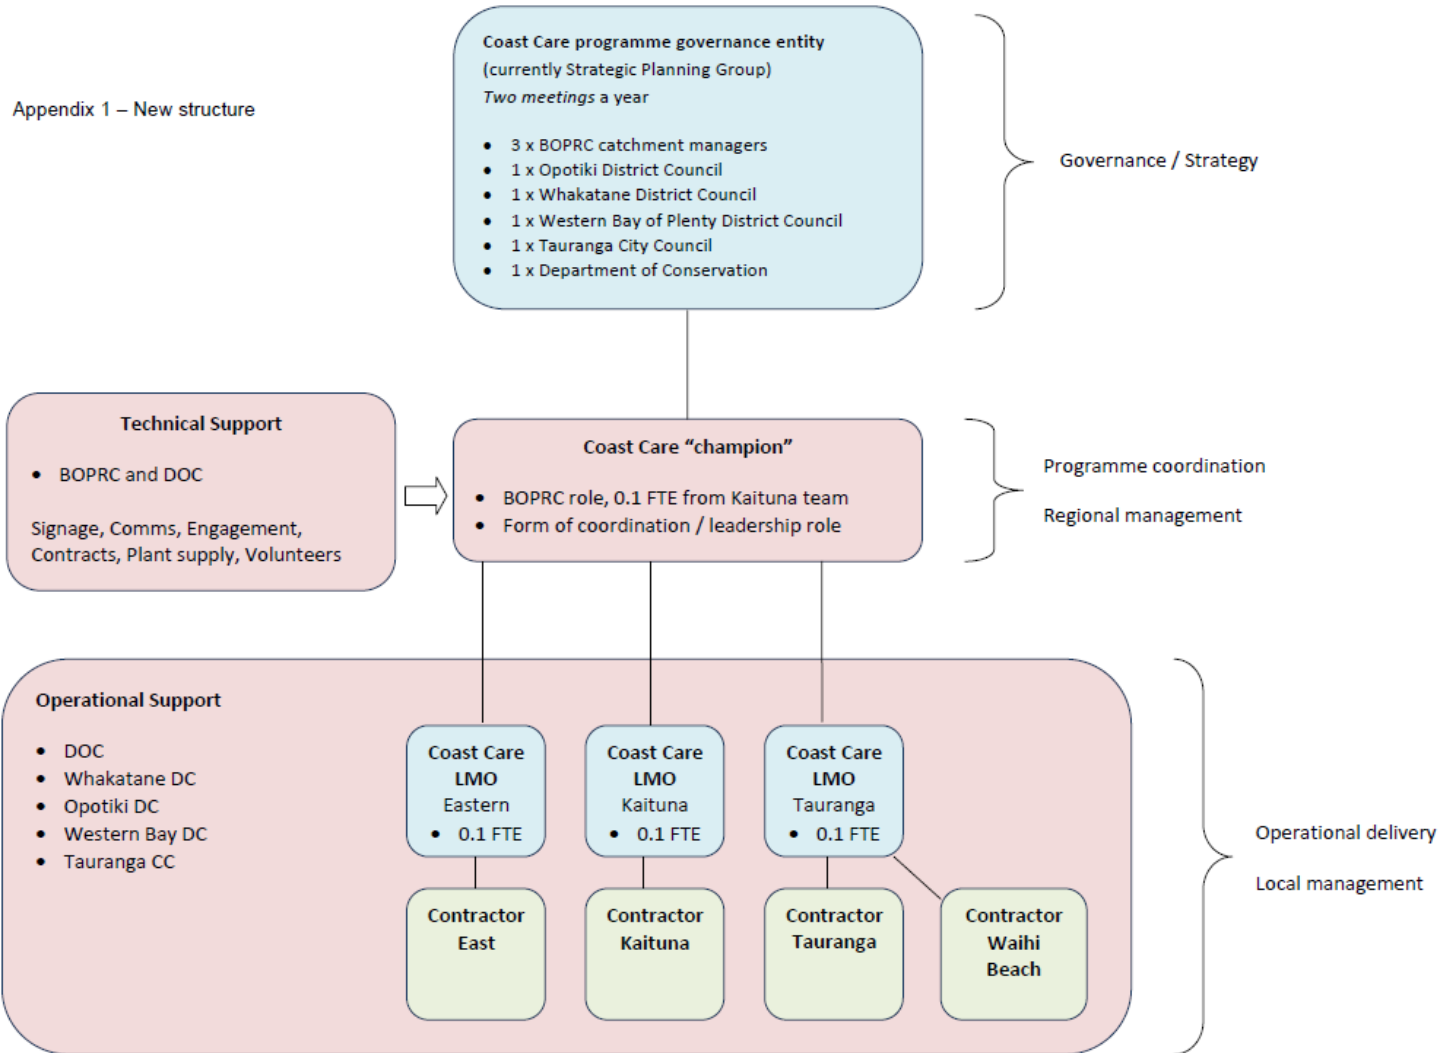 Appendix 1 – New structure
Coast Care programme governance entity
(currently Strategic Planning Group)
Two meetings a year
• 3 x BOPRC catchment managers
• 1 x Opotiki District Council
• 1 x Whakatane District Council
• 1 x Western Bay of Plenty District Council
• 1 x Tauranga City Council
• 1 x Department of Conservation
Governance / Strategy
Technical Support
• BOPRC and DOC
Signage, Comms, Engagement,
Contracts, Plant supply, Volunteers
Coast Care “champion”
• BOPRC role, 0.1 FTE from Kaituna team
• Form of coordination / leadership role
Programme coordination
Regional management
Operational Support
• DOC
• Whakatane DC
• Opotiki DC
• Western Bay DC
• Tauranga CC
Coast Care
LMO
Eastern
• 0.1 FTE
Coast Care
LMO
Kaituna
• 0.1 FTE
Coast Care
LMO
Tauranga
• 0.1 FTE
Contractor
East
Contractor
Kaituna
Contractor
Tauranga
Contractor
Waihi
Beach
Operational delivery
Local management